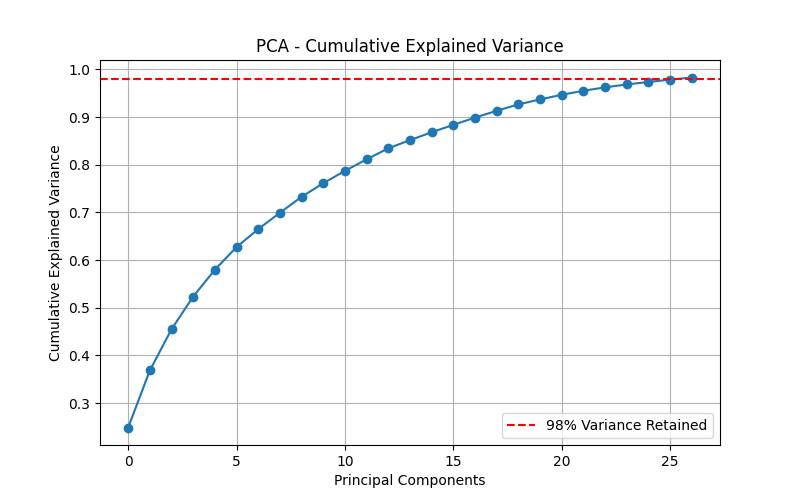 PCA - Cumulative Explained Variance
Cumulative Explained Variance
1.0
0.9
0.8
0.7
0.6
0.5
0.4
0.3
98% Variance Retained
0 5 10 15 20 25
Principal Components